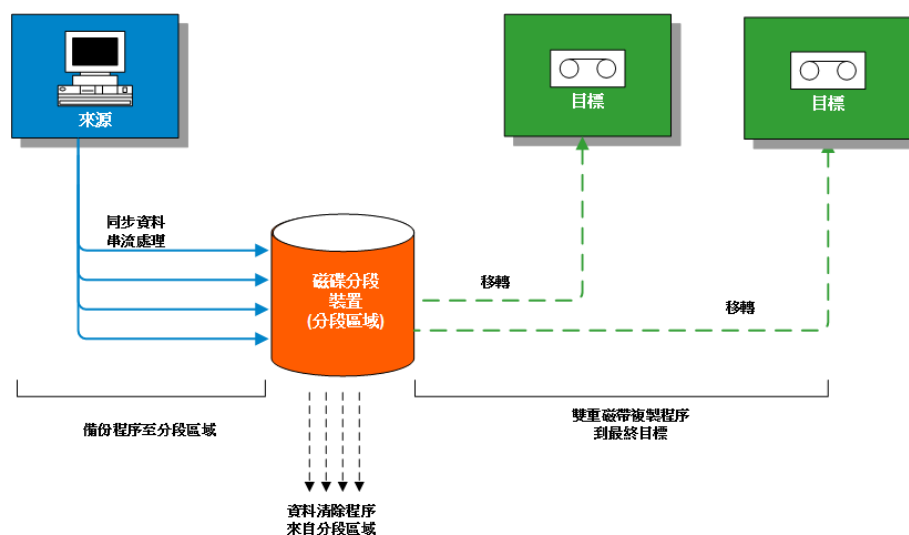 來源
目標
目標
同步資料
串流處理
磁碟分段
裝置
(分段區域)
移轉
移轉
備份程序至分段區域
雙重磁帶複製程序
到最終目標
資料清除程序
來自分段區域